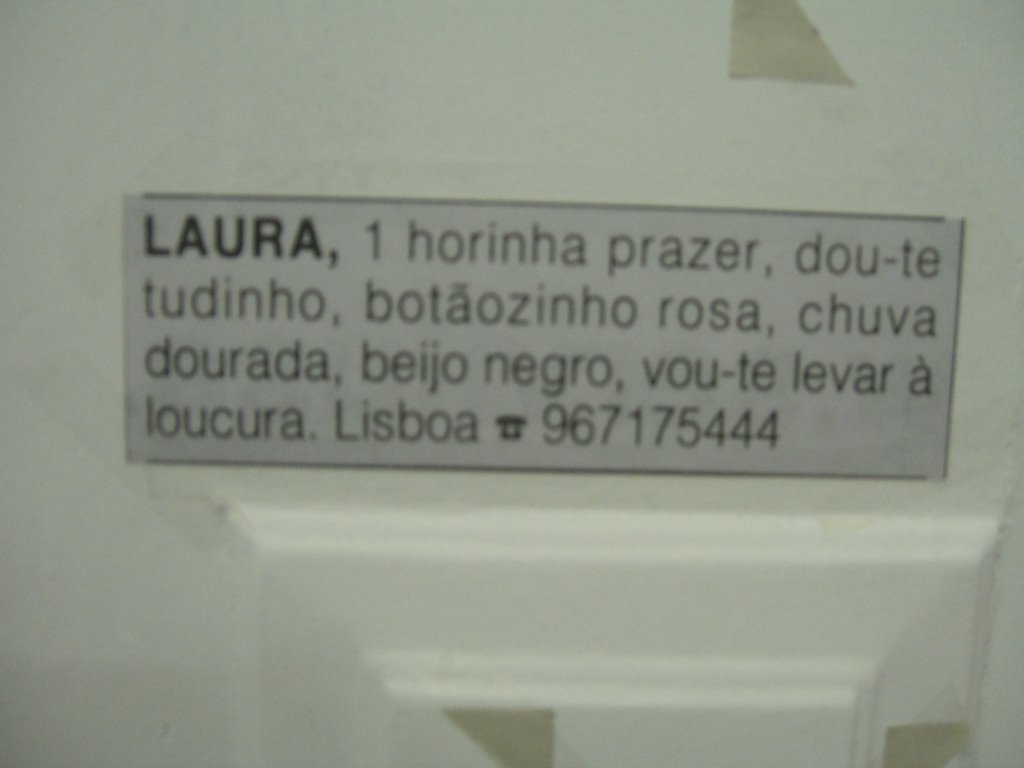 LAURA, 1 horinha prazer, dou-te
tudinho, botãozinho rosa, chuva
dourada, beijo negro, vou-te levar à
loucura. Lisboa ☎ 967175444